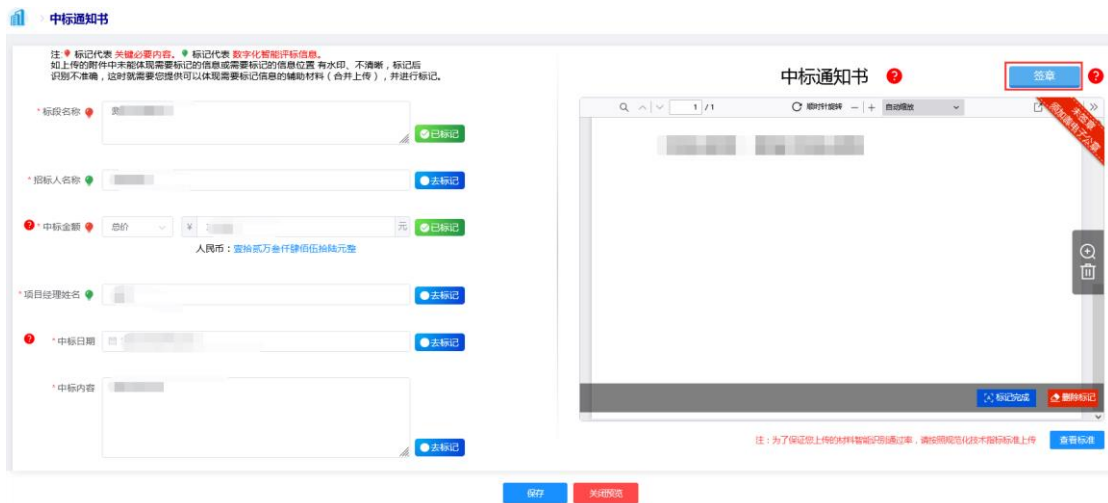 中标通知书
注 标记代表 关键必要内容。 标记代表 数字化智能评标信息。
如上传的附件中未能体现需要标记的信息或需要标记的信息位置 有水印、不清晰，标记后
识别不准确，这时就需要您提供可以体现需要标记信息的辅助材料（合并上传），并进行标记。
*标段名称
已标记
*招标人名称
去标记
*中标金额 总价 ¥ 元 已标记
人民币：壹拾贰万叁仟肆佰伍拾陆元整
*项目经理姓名
去标记
*中标日期
去标记
*中标内容
去标记
中标通知书
签章
1 / 1 顺时针旋转 自动缩放
未签章
须加盖电子公章
标记完成 删除标记
注：为了保证您上传的材料智能识别通过率，请按照规范化技术指标标准上传 查看标准
保存 关闭预览